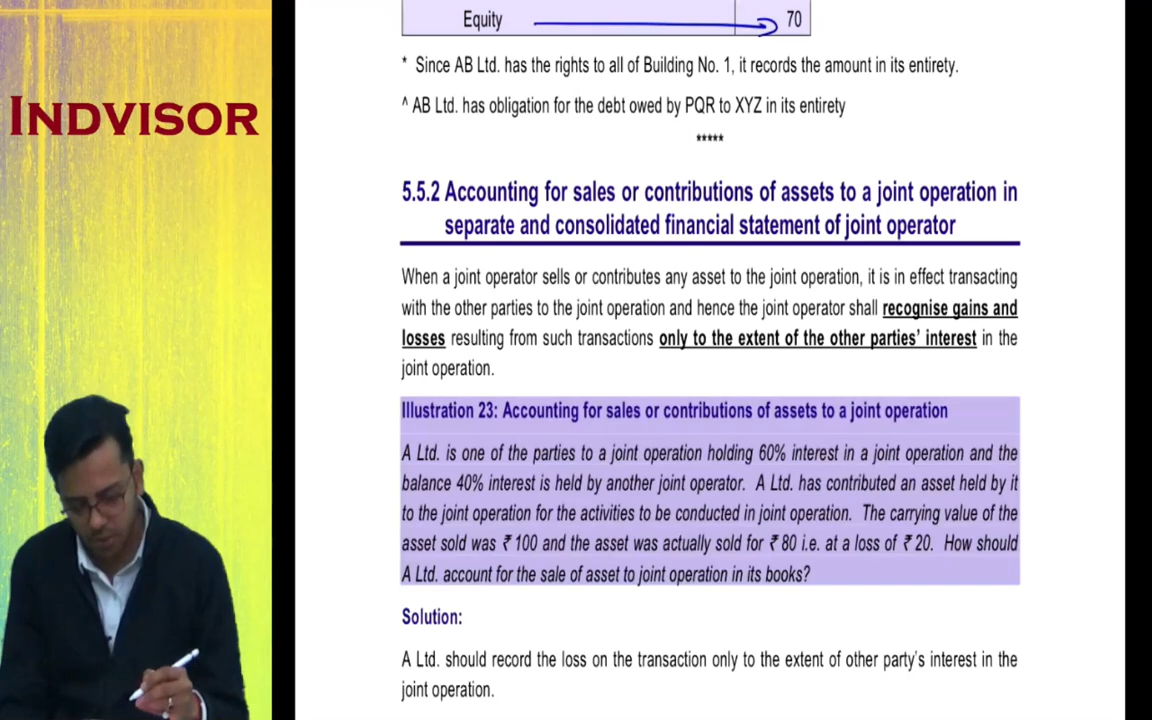 INDVISOR
Equity 70
* Since AB Ltd. has the rights to all of Building No. 1, it records the amount in its entirety.
^ AB Ltd. has obligation for the debt owed by PQR to XYZ in its entirety
*****
5.5.2 Accounting for sales or contributions of assets to a joint operation in
separate and consolidated financial statement of joint operator
When a joint operator sells or contributes any asset to the joint operation, it is in effect transacting
with the other parties to the joint operation and hence the joint operator shall recognise gains and
losses resulting from such transactions only to the extent of the other parties' interest in the
joint operation.
Illustration 23: Accounting for sales or contributions of assets to a joint operation
A Ltd. is one of the parties to a joint operation holding 60% interest in a joint operation and the
balance 40% interest is held by another joint operator. A Ltd. has contributed an asset held by it
to the joint operation for the activities to be conducted in joint operation. The carrying value of the
asset sold was ₹ 100 and the asset was actually sold for ₹ 80 i.e. at a loss of ₹ 20. How should
A Ltd. account for the sale of asset to joint operation in its books?
Solution:
A Ltd. should record the loss on the transaction only to the extent of other party's interest in the
joint operation.